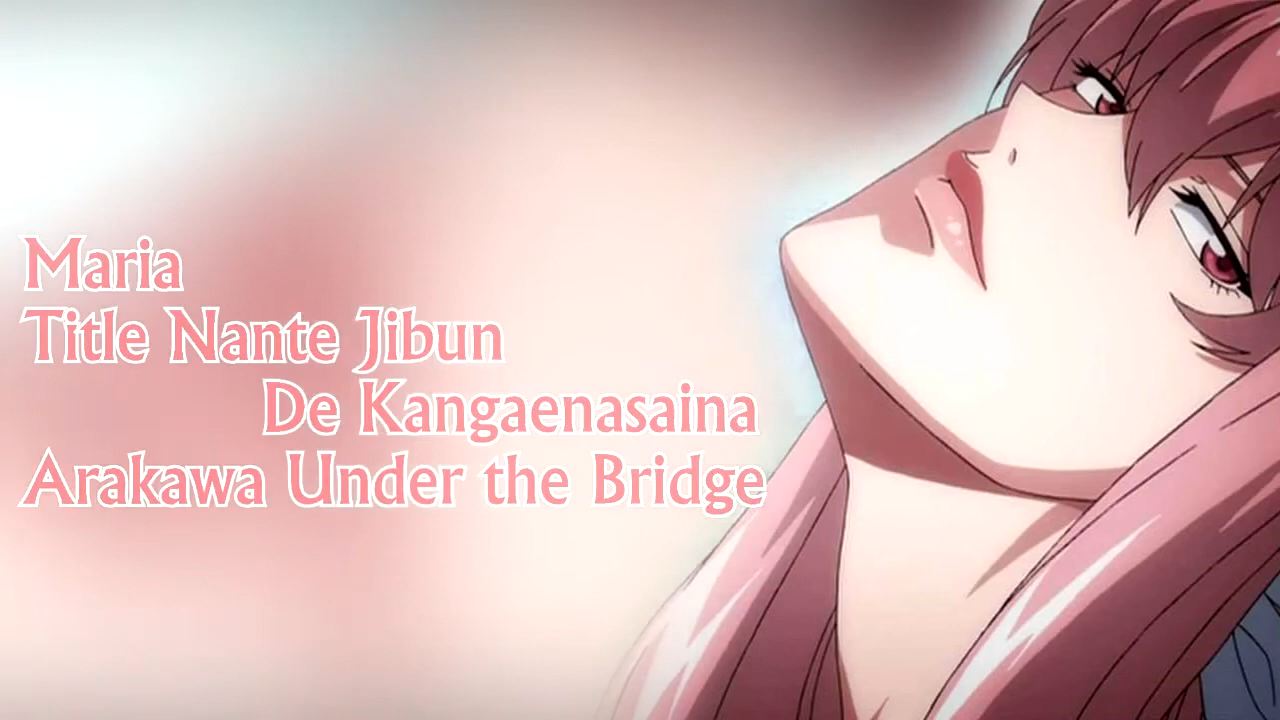 Maria
Title Nante Jibun
De Kangaenasaina
Arakawa Under the Bridge